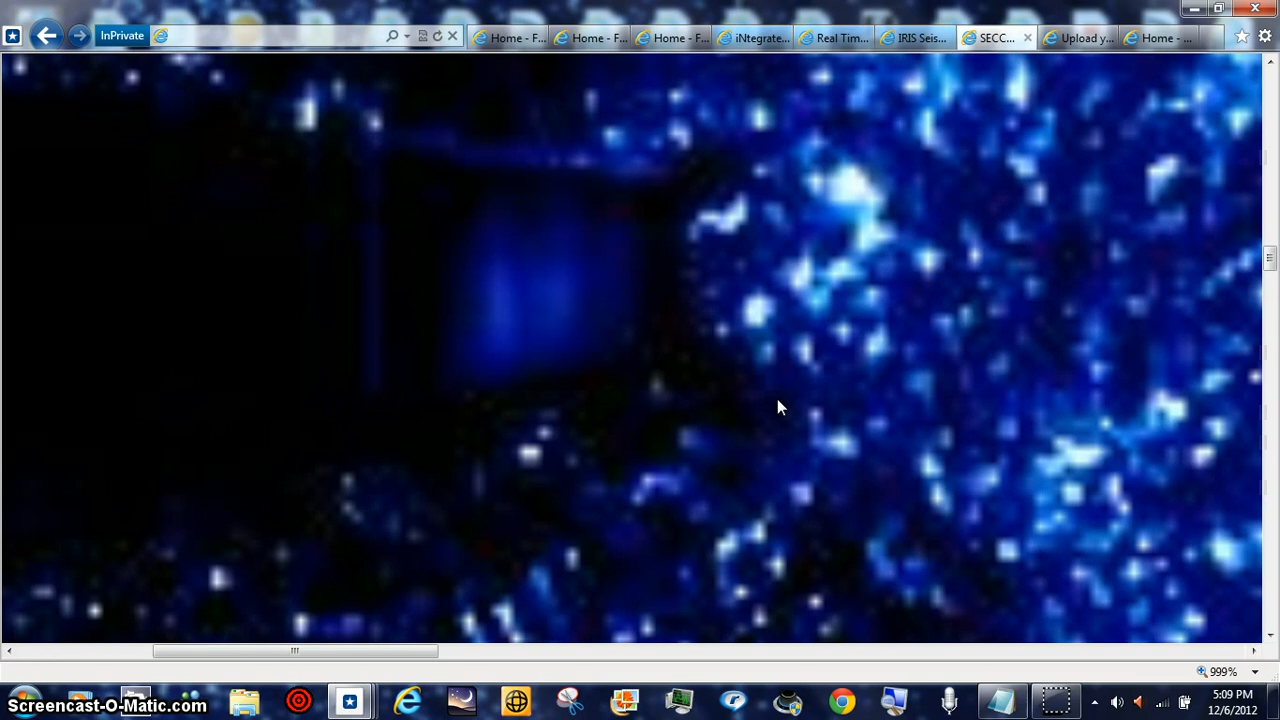 InPrivate
Home - F...
Home - F...
Home - F...
iNtegrate...
Real Tim...
IRIS Seis...
SECC...
Upload y...
Home - ...
999%
Screencast-O-Matic.com
5:09 PM
12/6/2012